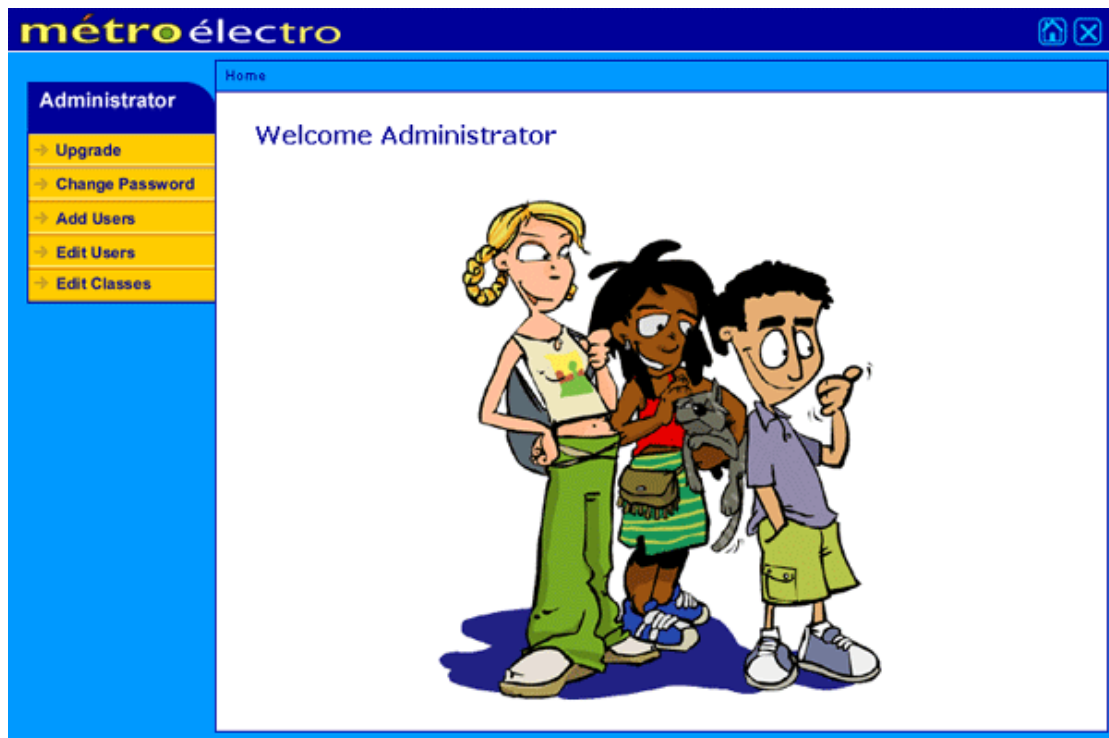 métroélectro
Home
Administrator
Welcome Administrator
Upgrade
Change Password
Add Users
Edit Users
Edit Classes